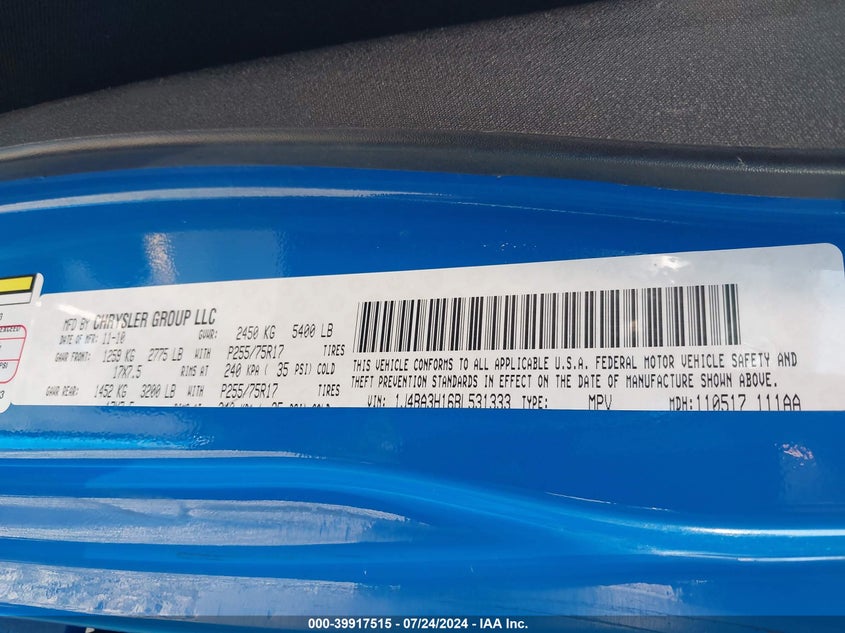 MFD BY CHRYSLER GROUP LLC
DATE OF MFR: 11-10 GVWR: 2450 KG 5400 LB
GAWR FRONT: 1259 KG 2775 LB WITH P255/75R17 TIRES
17X7.5 RIMS AT 240 KPA ( 35 PSI) COLD
GAWR REAR: 1452 KG 3200 LB WITH P255/75R17 TIRES
THIS VEHICLE CONFORMS TO ALL APPLICABLE U.S.A. FEDERAL MOTOR VEHICLE SAFETY AND
THEFT PREVENTION STANDARDS IN EFFECT ON THE DATE OF MANUFACTURE SHOWN ABOVE.
VIN: 1J4BA3H16BL531333 TYPE: MPV MDH: 110517 111AA
PSI
000-39917515 / 07/24/2024 / IAA Inc.